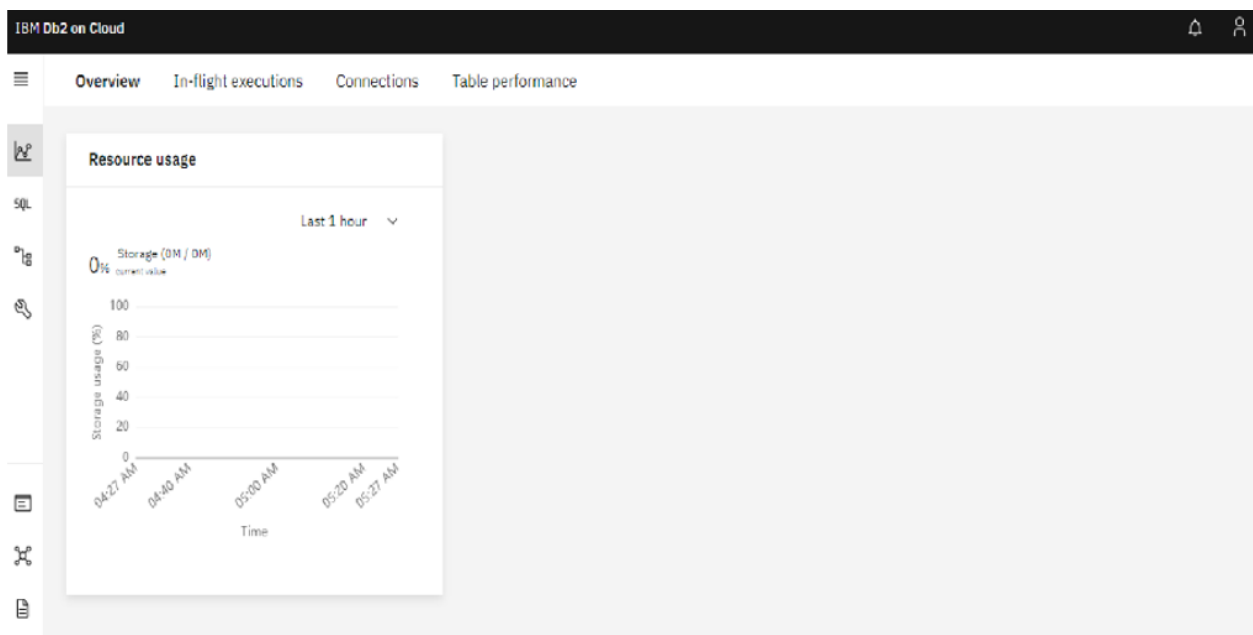 IBM Db2 on Cloud
Overview In-flight executions Connections Table performance
Resource usage
SQL
Last 1 hour
0% Storage (0M / 0M)
current value
100
80
60
40
20
0
Storage usage (%)
04:27 AM 04:40 AM 05:00 AM 05:20 AM 05:27 AM
Time